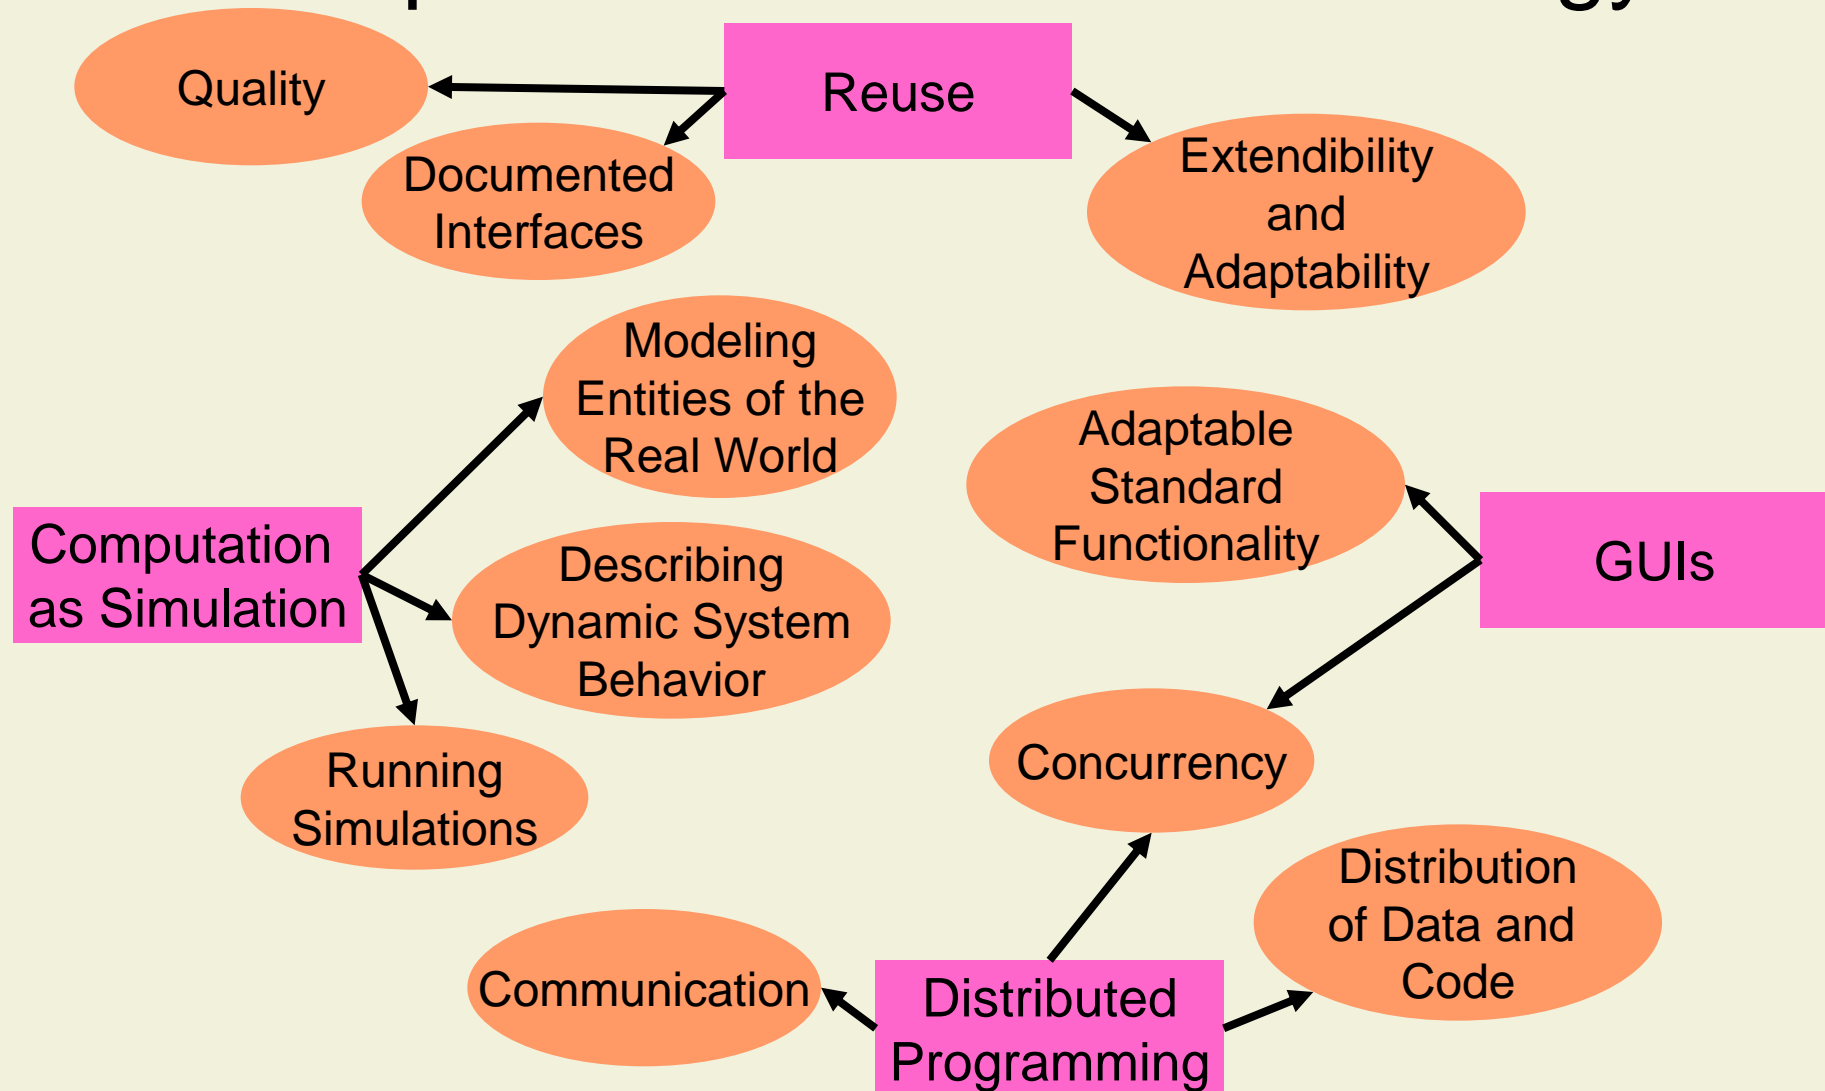 Quality
Reuse
Documented
Interfaces
Extendibility
and
Adaptability
Modeling
Entities of the
Real World
Adaptable
Standard
Functionality
Computation
as Simulation
Describing
Dynamic System
Behavior
GUIs
Running
Simulations
Concurrency
Distribution
of Data and
Code
Communication
Distributed
Programming